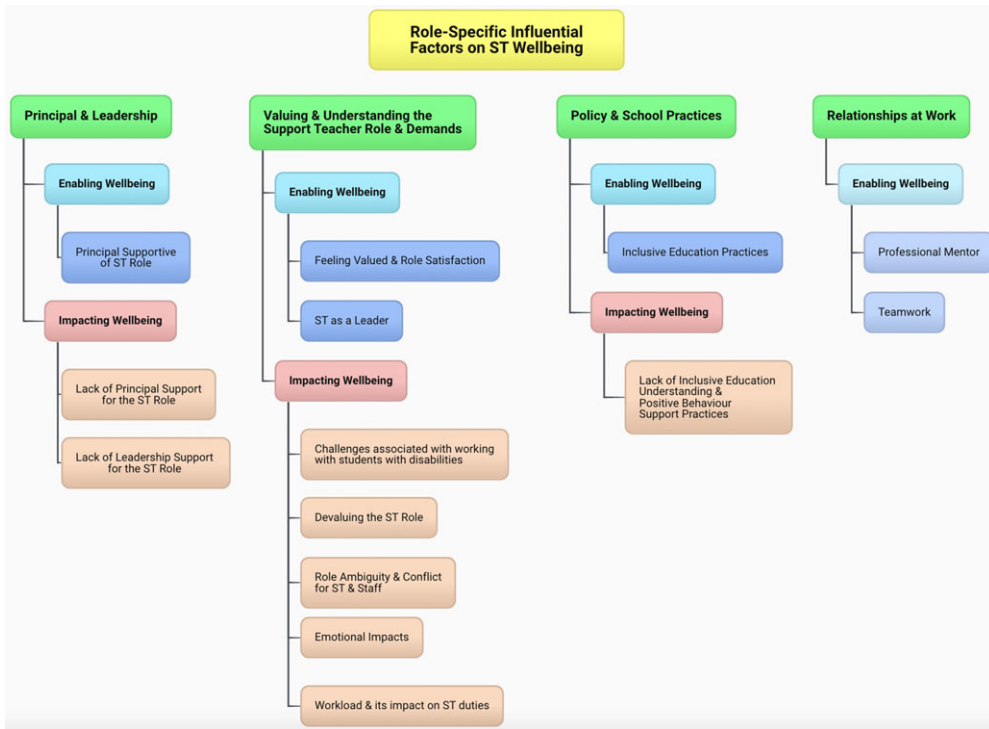 Role-Specific Influential
Factors on ST Wellbeing
Principal & Leadership
Enabling Wellbeing
Principal Supportive
of ST Role
Impacting Wellbeing
Lack of Principal Support
for the ST Role
Lack of Leadership Support
for the ST Role
Valuing & Understanding the
Support Teacher Role & Demands
Enabling Wellbeing
Feeling Valued & Role Satisfaction
ST as a Leader
Impacting Wellbeing
Challenges associated with working
with students with disabilities
Devaluing the ST Role
Role Ambiguity & Conflict
for ST & Staff
Emotional Impacts
Workload & its impact on ST duties
Policy & School Practices
Enabling Wellbeing
Inclusive Education Practices
Impacting Wellbeing
Lack of Inclusive Education
Understanding &
Positive Behaviour
Support Practices
Relationships at Work
Enabling Wellbeing
Professional Mentor
Teamwork